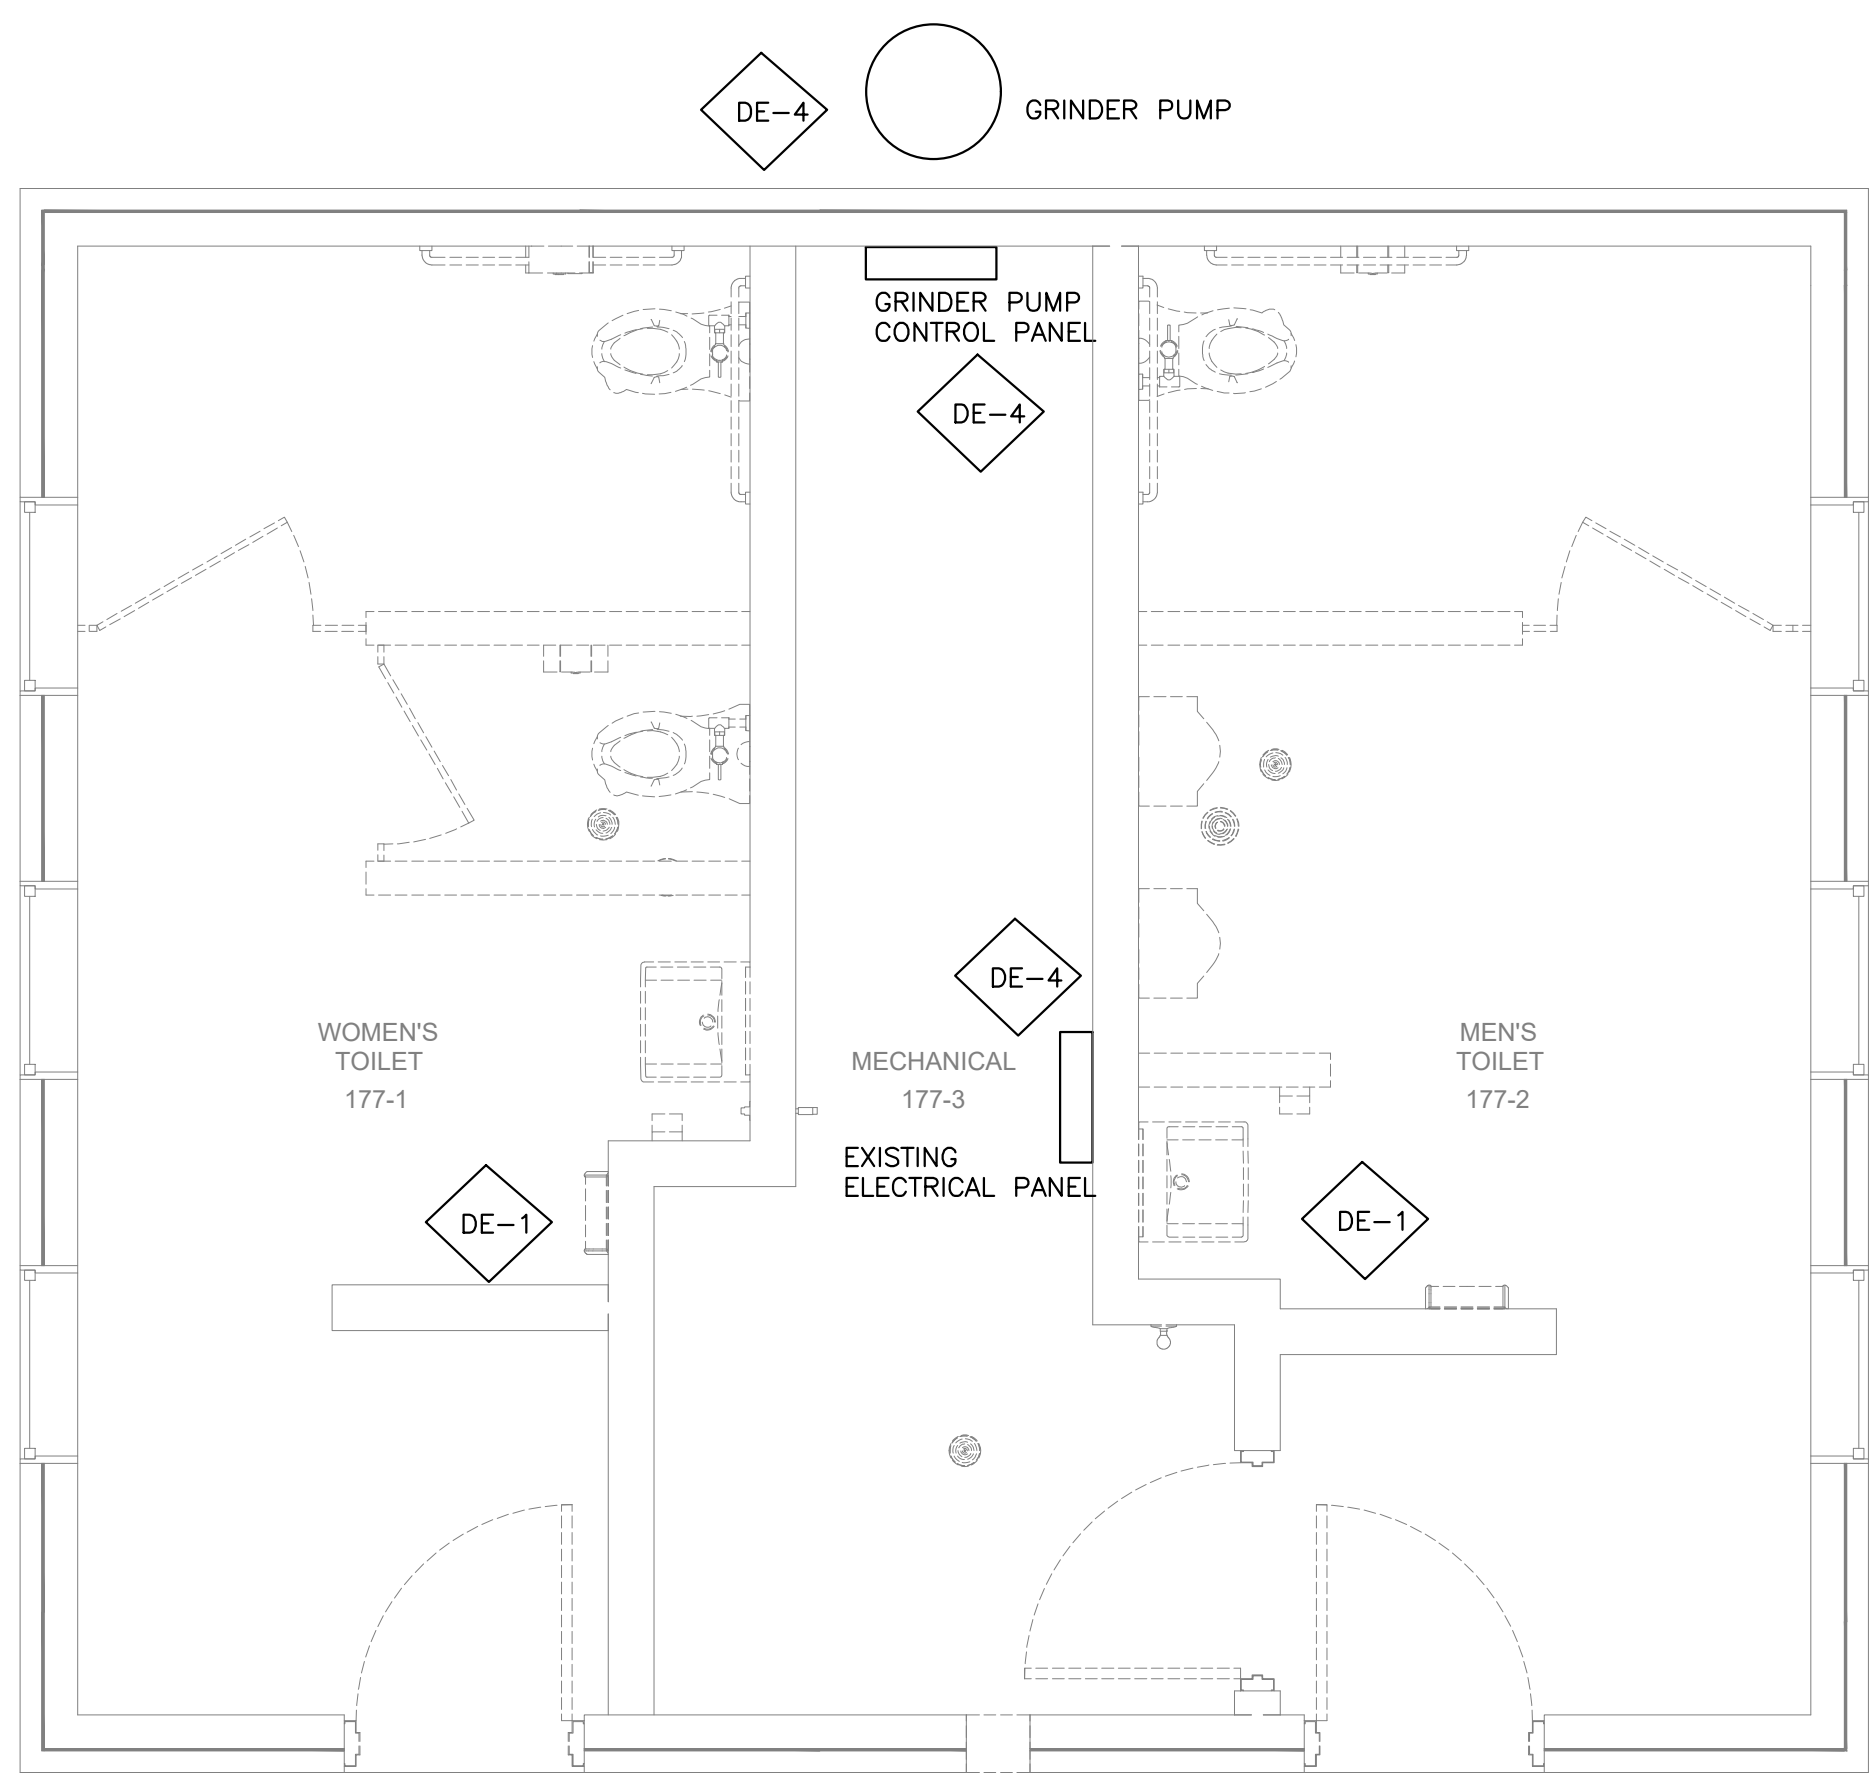 DE-4
GRINDER PUMP
GRINDER PUMP
CONTROL PANEL
DE-4
DE-4
WOMEN'S
TOILET
177-1
MECHANICAL
177-3
MEN'S
TOILET
177-2
EXISTING
ELECTRICAL PANEL
DE-1
DE-1